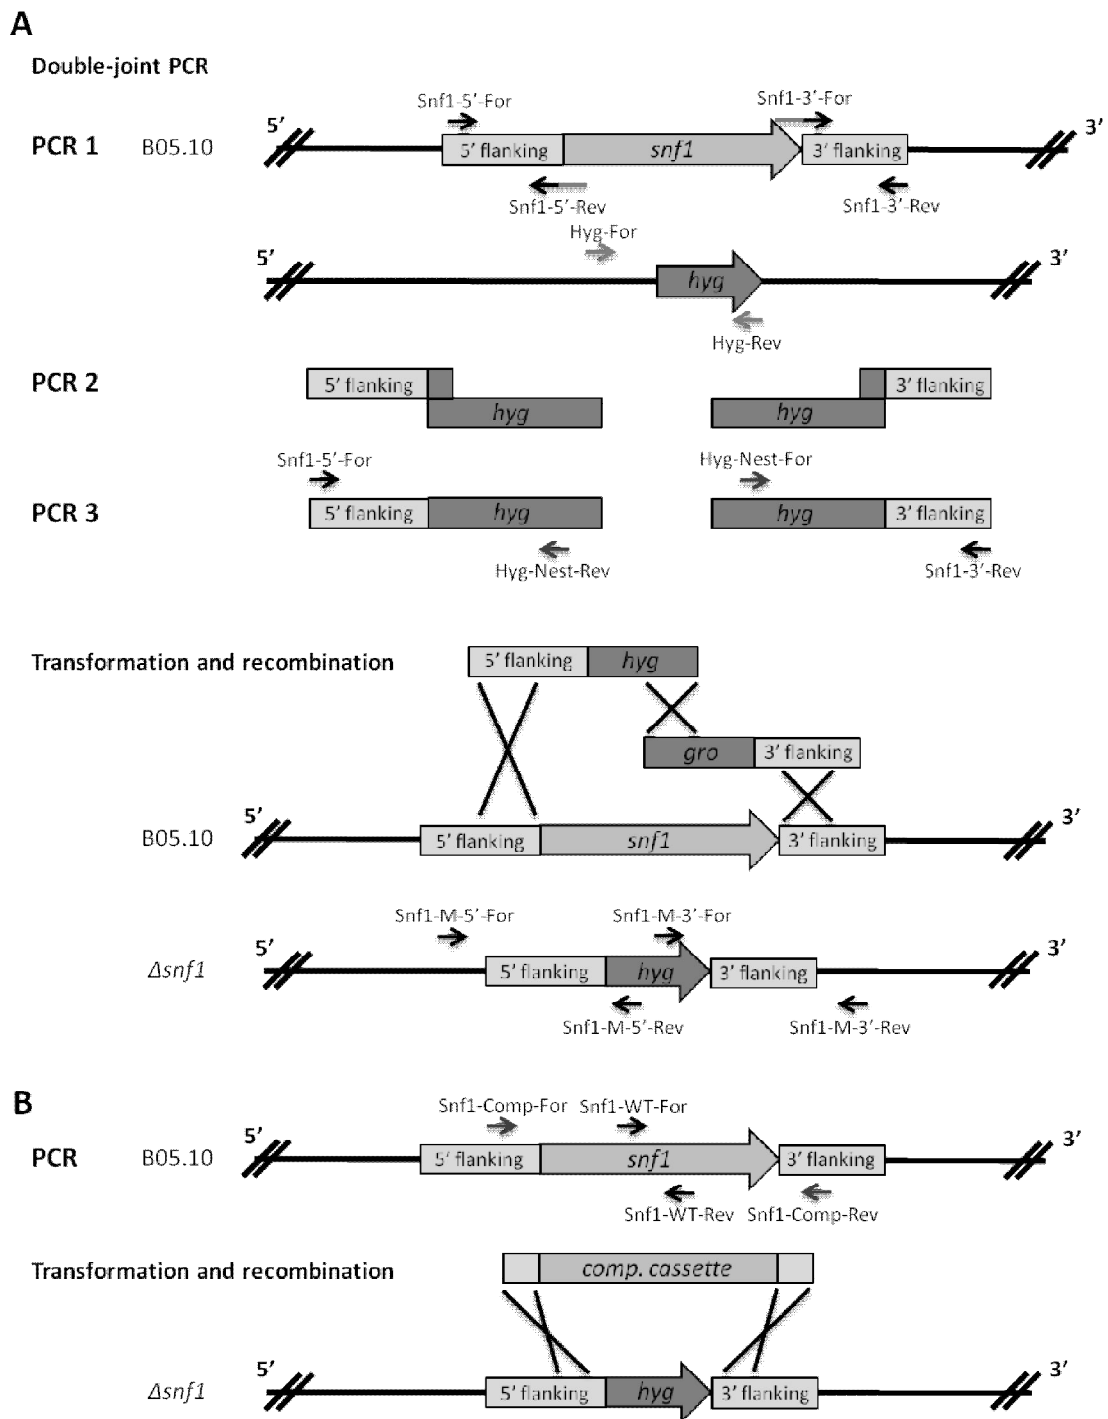 A
Double-joint PCR
Snf1-5'-For
Snf1-3'-For
5'
3'
PCR 1
B05.10
5' flanking
snf1
3' flanking
Snf1-5'-Rev
Snf1-3'-Rev
Hyg-For
5'
3'
hyg
Hyg-Rev
PCR 2
5' flanking
3' flanking
hyg
hyg
Snf1-5'-For
Hyg-Nest-For
PCR 3
5' flanking
hyg
hyg
3' flanking
Hyg-Nest-Rev
Snf1-3'-Rev
Transformation and recombination
5' flanking
hyg
gro
3' flanking
5'
3'
B05.10
5' flanking
snf1
3' flanking
Snf1-M-5'-For
Snf1-M-3'-For
5'
3'
Δsnf1
5' flanking
hyg
3' flanking
Snf1-M-5'-Rev
Snf1-M-3'-Rev
B
Snf1-Comp-For
Snf1-WT-For
5'
3'
PCR
B05.10
5' flanking
snf1
3' flanking
Snf1-WT-Rev
Snf1-Comp-Rev
Transformation and recombination
comp. cassette
5'
3'
Δsnf1
5' flanking
hyg
3' flanking